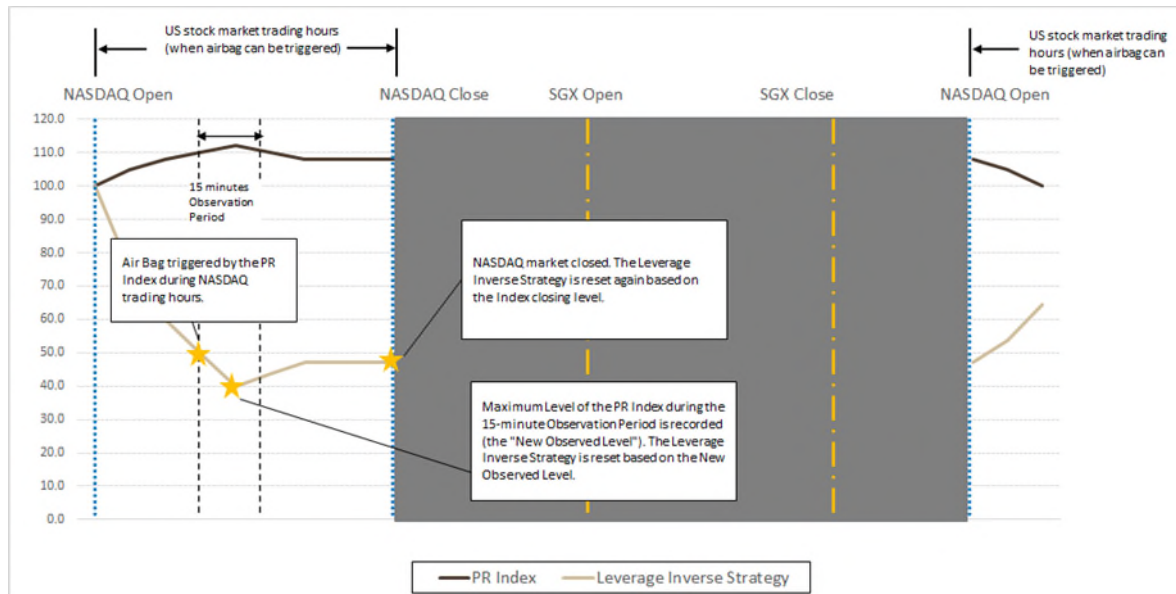 US stock market trading hours
(when airbag can be triggered)
US stock market trading
hours (when airbag can
be triggered)
NASDAQ Open
NASDAQ Close
SGX Open
SGX Close
NASDAQ Open
120.0
110.0
100.0
90.0
80.0
70.0
60.0
50.0
40.0
30.0
20.0
10.0
0.0
15 minutes
Observation
Period
Air Bag triggered by the PR
Index during NASDAQ
trading hours.
NASDAQ market closed. The Leverage
Inverse Strategy is reset again based on
the Index closing level.
Maximum Level of the PR Index during the
15-minute Observation Period is recorded
(the "New Observed Level"). The Leverage
Inverse Strategy is reset based on the New
Observed Level.
PR Index
Leverage Inverse Strategy